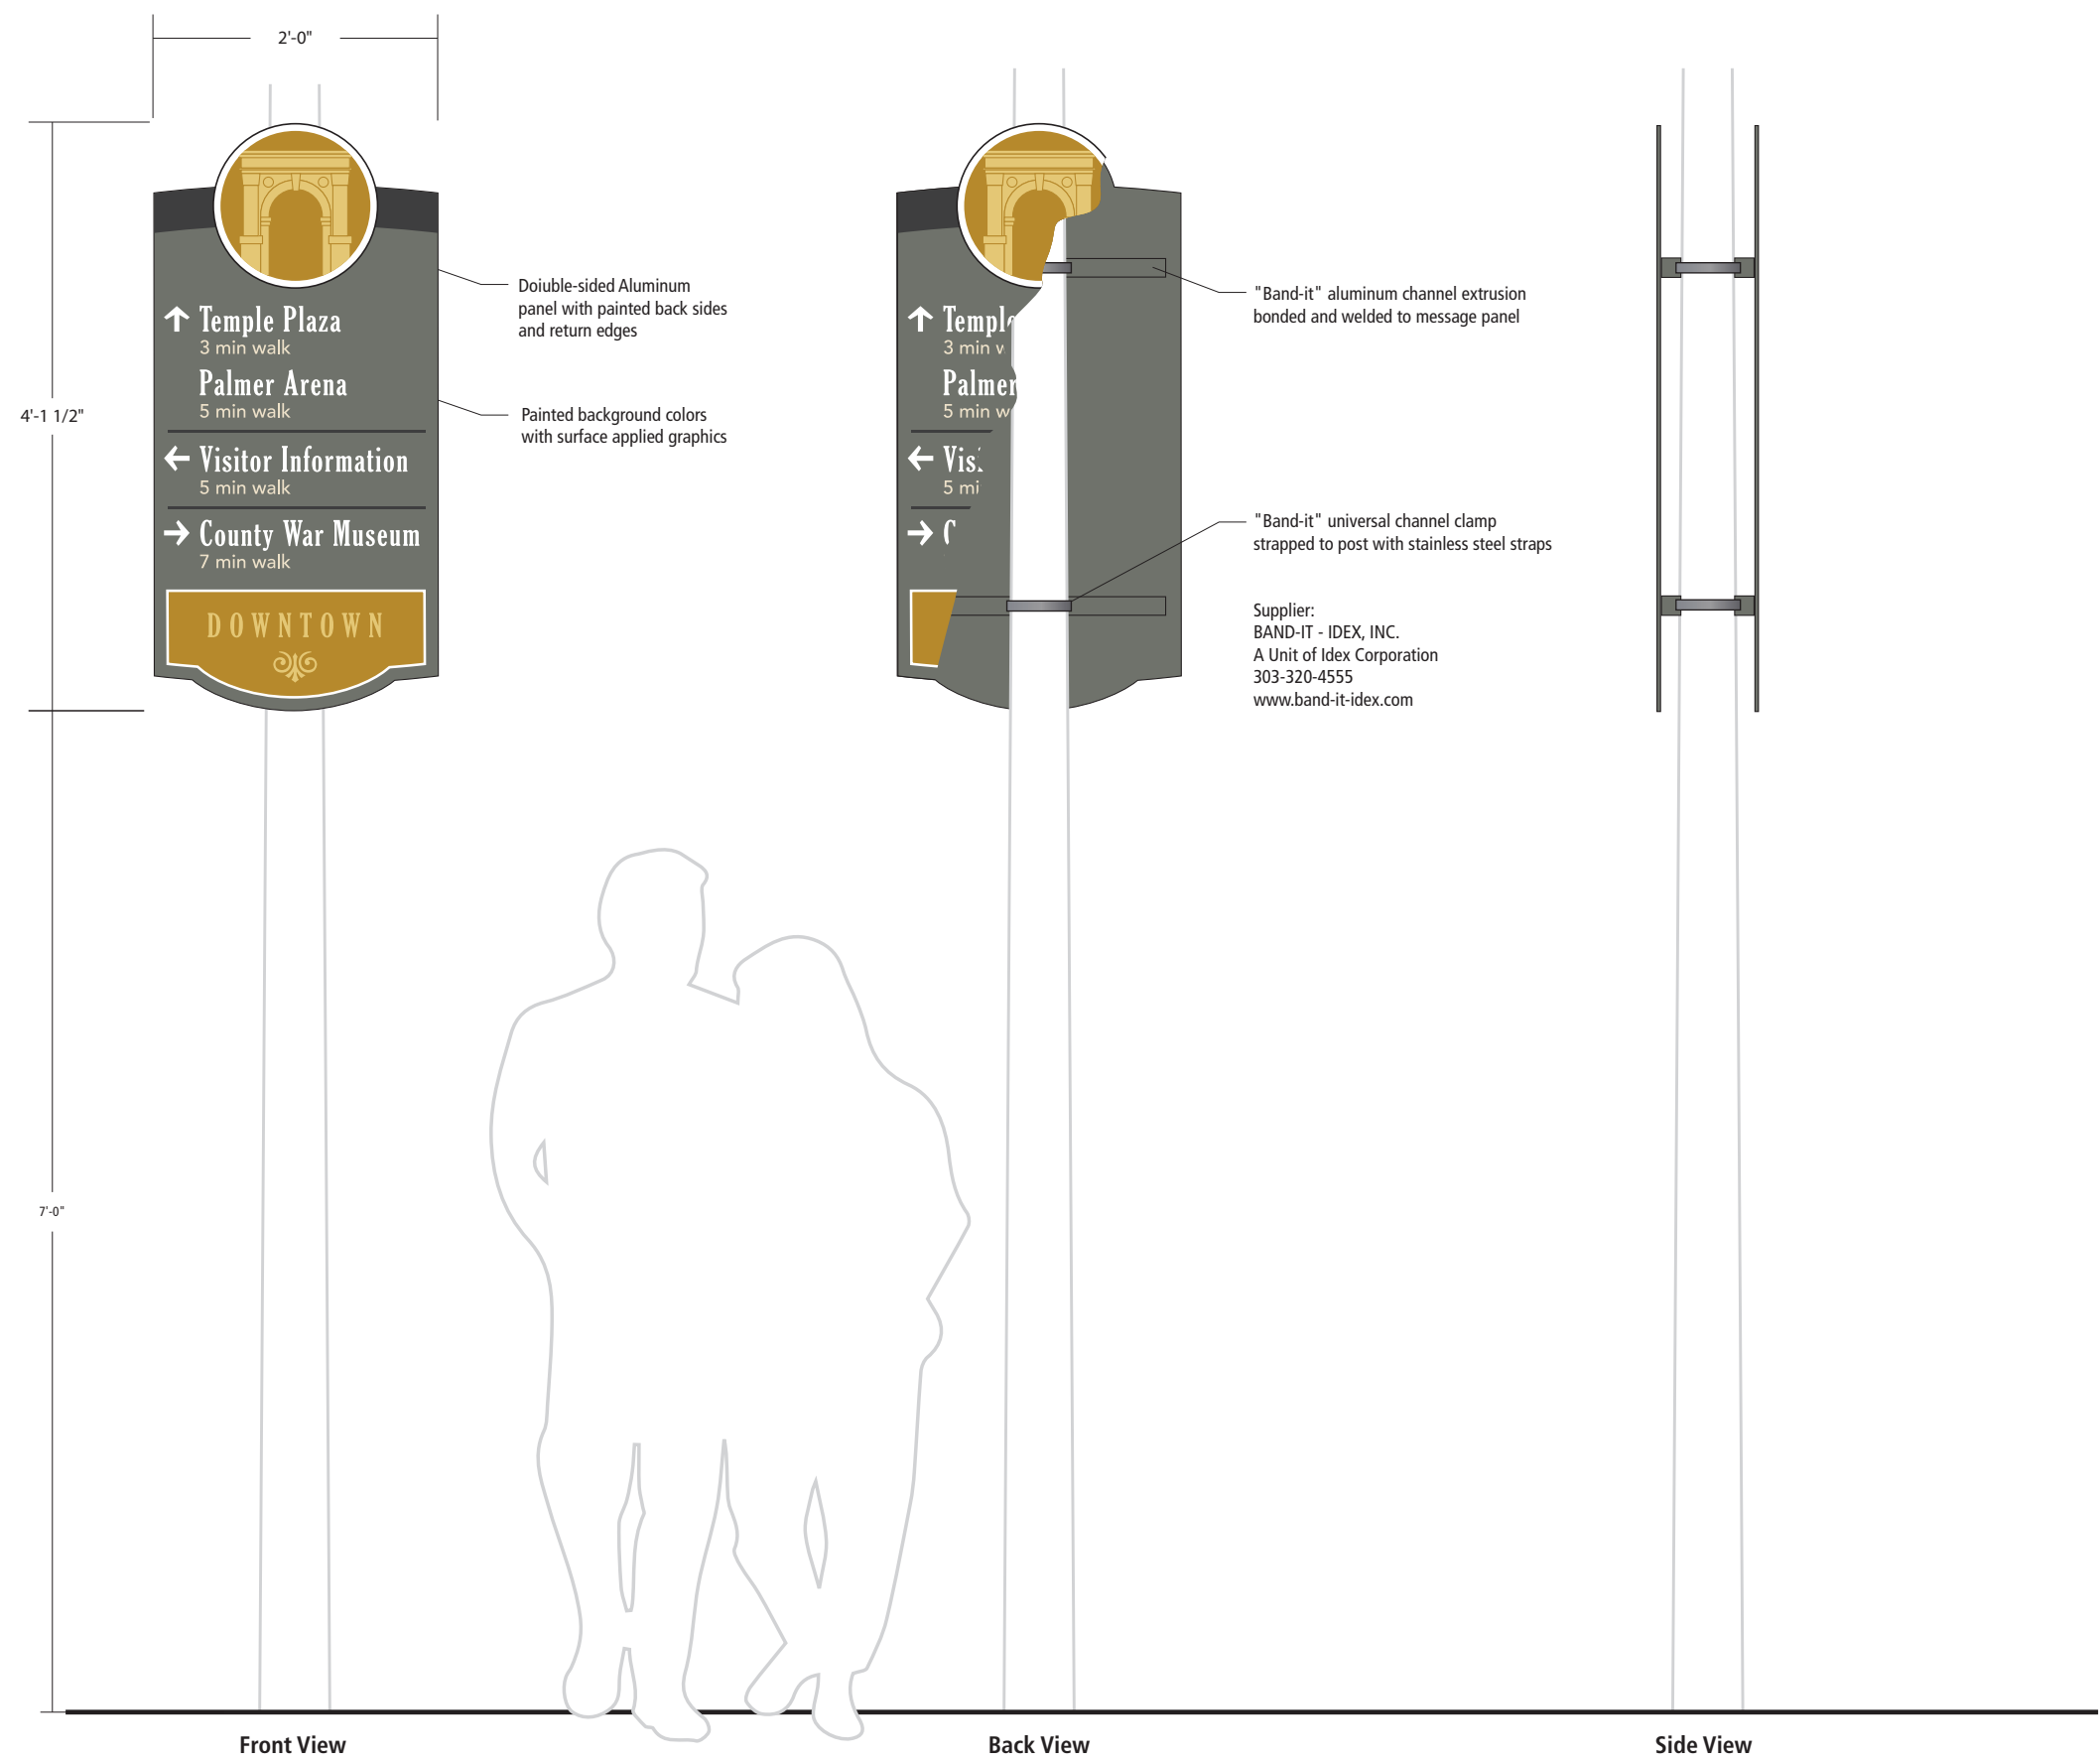 2'-0"
4'-1 1/2"
7'-0"
↑ Temple Plaza
3 min walk
Palmer Arena
5 min walk
← Visitor Information
5 min walk
→ County War Museum
7 min walk
DOWNTOWN
Doiuble-sided Aluminum
panel with painted back sides
and return edges
Painted background colors
with surface applied graphics
↑ Temple
3 min w
Palmer
5 min w
← Vis
5 mi
→ C
"Band-it" aluminum channel extrusion
bonded and welded to message panel
"Band-it" universal channel clamp
strapped to post with stainless steel straps
Supplier:
BAND-IT - IDEX, INC.
A Unit of Idex Corporation
303-320-4555
www.band-it-idex.com
Front View
Back View
Side View